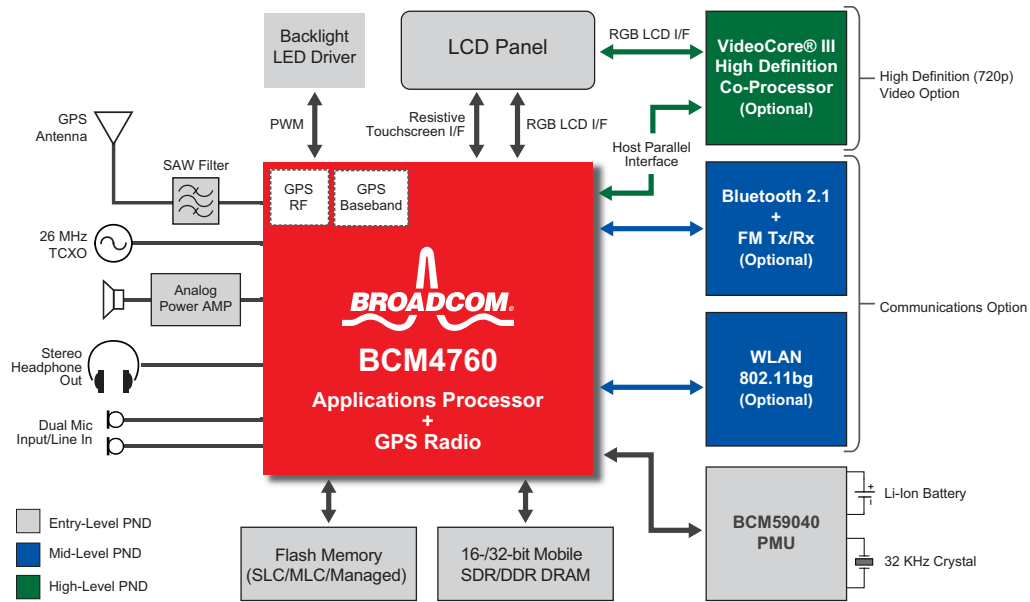 Backlight
LED Driver
LCD Panel
RGB LCD I/F
VideoCore® III
High Definition
Co-Processor
(Optional)
High Definition (720p)
Video Option
GPS
Antenna
PWM
Resistive
Touchscreen I/F
RGB LCD I/F
Host Parallel
Interface
SAW Filter
GPS
RF
GPS
Baseband
Bluetooth 2.1
+
FM Tx/Rx
(Optional)
26 MHz
TCXO
Analog
Power AMP
BROADCOM®
Communications Option
Stereo
Headphone
Out
BCM4760
Applications Processor
+
GPS Radio
WLAN
802.11bg
(Optional)
Dual Mic
Input/Line In
BCM59040
PMU
+
–
Li-Ion Battery
32 KHz Crystal
Entry-Level PND
Mid-Level PND
High-Level PND
Flash Memory
(SLC/MLC/Managed)
16-/32-bit Mobile
SDR/DDR DRAM